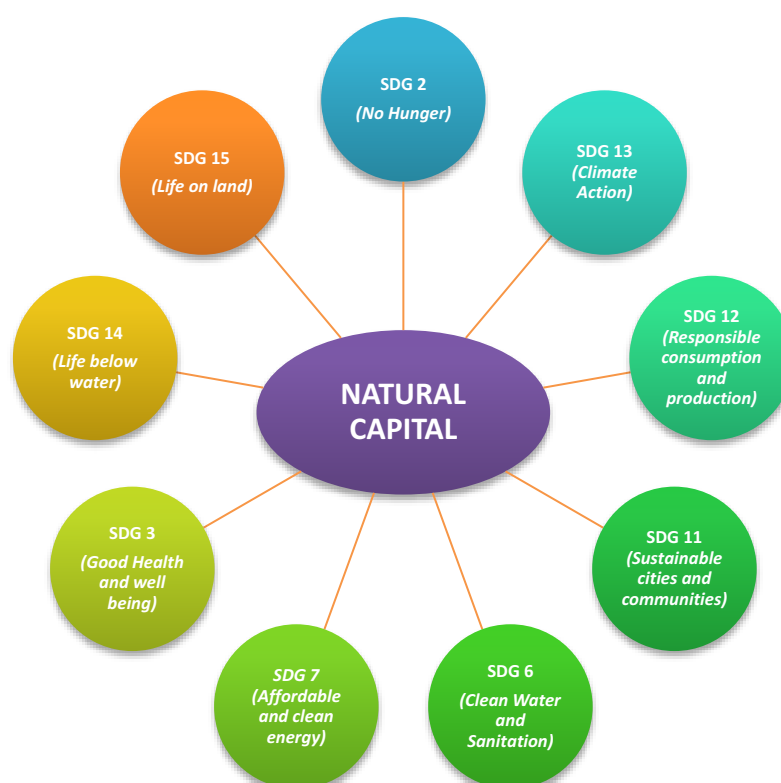 SDG 2
(No Hunger)
SDG 13
(Climate
Action)
SDG 12
(Responsible
consumption
and
production)
SDG 11
(Sustainable
cities and
communities)
SDG 6
(Clean Water
and
Sanitation)
SDG 7
(Affordable
and clean
energy)
SDG 3
(Good Health
and well
being)
SDG 14
(Life below
water)
SDG 15
(Life on land)
NATURAL
CAPITAL